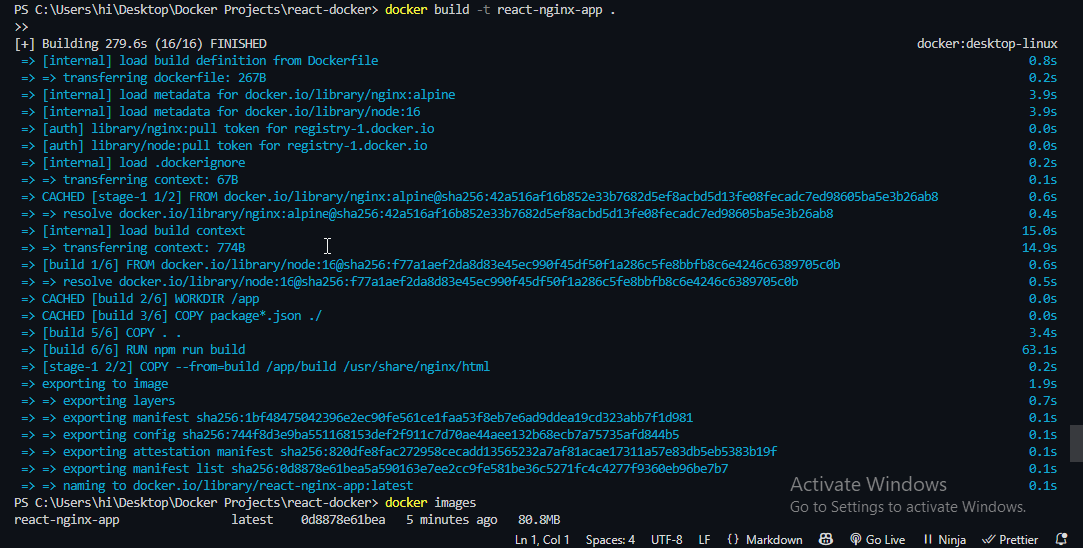 PS C:\Users\hi\Desktop\Docker Projects\react-docker> docker build -t react-nginx-app .
>>
[+] Building 279.6s (16/16) FINISHED docker:desktop-linux
=> [internal] load build definition from Dockerfile 0.8s
=> => transferring dockerfile: 267B 0.2s
=> [internal] load metadata for docker.io/library/nginx:alpine 3.9s
=> [internal] load metadata for docker.io/library/node:16 3.9s
=> [auth] library/nginx:pull token for registry-1.docker.io 0.0s
=> [auth] library/node:pull token for registry-1.docker.io 0.0s
=> [internal] load .dockerignore 0.2s
=> => transferring context: 67B 0.1s
=> CACHED [stage-1 1/2] FROM docker.io/library/nginx:alpine@sha256:42a516af16b852e33b7682d5ef8acbd5d13fe08fecadc7ed98605ba5e3b26ab8 0.6s
=> => resolve docker.io/library/nginx:alpine@sha256:42a516af16b852e33b7682d5ef8acbd5d13fe08fecadc7ed98605ba5e3b26ab8 0.4s
=> [internal] load build context 15.0s
=> => transferring context: 774B 14.9s
=> [build 1/6] FROM docker.io/library/node:16@sha256:f77a1aef2da8d83e45ec990f45df50f1a286c5fe8bbfb8c6e4246c6389705c0b 0.6s
=> => resolve docker.io/library/node:16@sha256:f77a1aef2da8d83e45ec990f45df50f1a286c5fe8bbfb8c6e4246c6389705c0b 0.5s
=> CACHED [build 2/6] WORKDIR /app 0.0s
=> CACHED [build 3/6] COPY package*.json ./ 0.0s
=> [build 5/6] COPY . . 3.4s
=> [build 6/6] RUN npm run build 63.1s
=> [stage-1 2/2] COPY --from=build /app/build /usr/share/nginx/html 0.2s
=> exporting to image 1.9s
=> => exporting layers 0.7s
=> => exporting manifest sha256:1bf48475042396e2ec90fe561ce1faa53f8eb7e6ad9ddea19cd323abb7f1d981 0.1s
=> => exporting config sha256:744f8d3e9ba551168153def2f911c7d70ae44aee132b68ecb7a75735afd844b5 0.1s
=> => exporting attestation manifest sha256:820dfe8fac272958cecadd13565232a7af81acae17311a57e83db5eb5383b19f 0.1s
=> => exporting manifest list sha256:0d8878e61bea5a590163e7ee2cc9fe581be36c5271fc4c4277f9360eb96be7b7 0.1s
=> => naming to docker.io/library/react-nginx-app:latest 0.1s
PS C:\Users\hi\Desktop\Docker Projects\react-docker> docker images
react-nginx-app latest 0d8878e61bea 5 minutes ago 80.8MB
Activate Windows
Go to Settings to activate Windows.
Ln 1, Col 1 Spaces: 4 UTF-8 LF {} Markdown Go Live Ninja Prettier